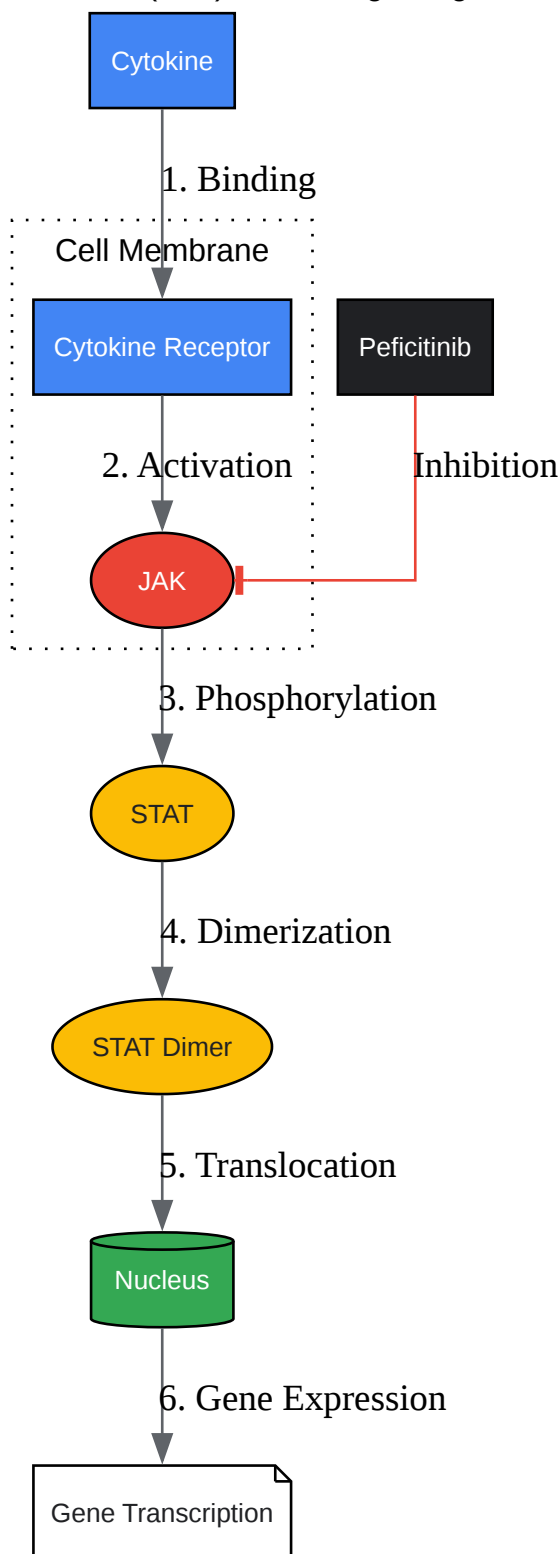 Cytokine
1. Binding
Cell Membrane
Cytokine Receptor
Peficitinib
2. Activation
Inhibition
JAK
3. Phosphorylation
STAT
4. Dimerization
STAT Dimer
5. Translocation
Nucleus
6. Gene Expression
Gene Transcription